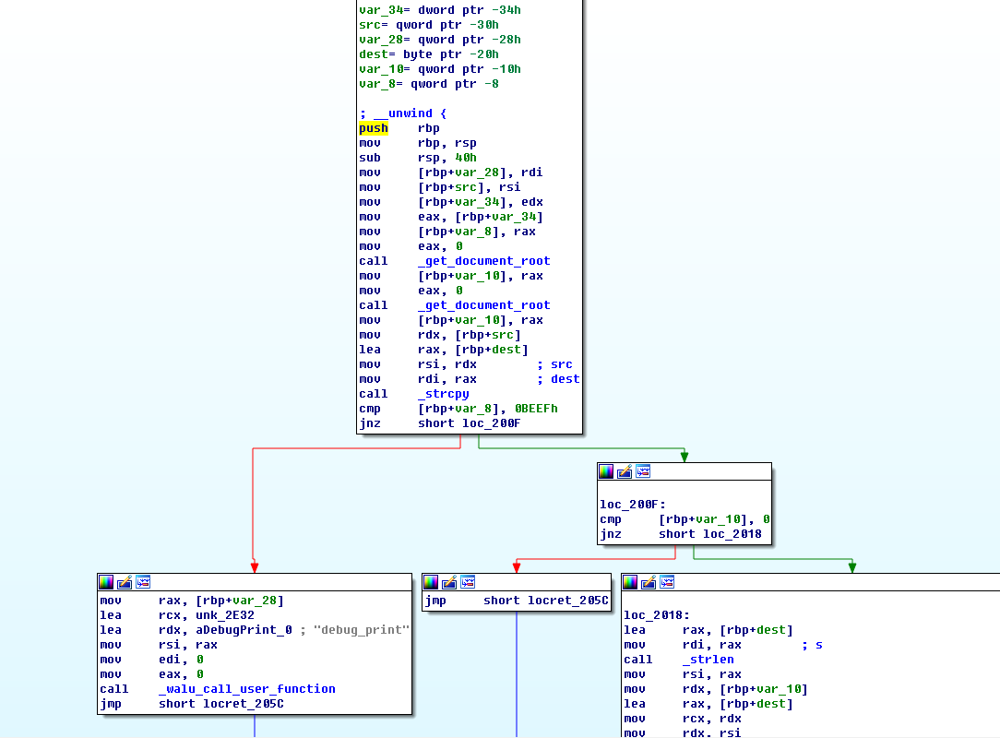 var_34= dword ptr -34h
src= qword ptr -30h
var_28= qword ptr -28h
dest= byte ptr -20h
var_10= qword ptr -10h
var_8= qword ptr -8
; __unwind {
push rbp
mov rbp, rsp
sub rsp, 40h
mov [rbp+var_28], rdi
mov [rbp+src], rsi
mov [rbp+var_34], edx
mov eax, [rbp+var_34]
mov [rbp+var_8], rax
mov eax, 0
call _get_document_root
mov [rbp+var_10], rax
mov eax, 0
call _get_document_root
mov [rbp+var_10], rax
mov rdx, [rbp+src]
lea rax, [rbp+dest]
mov rsi, rdx ; src
mov rdi, rax ; dest
call _strcpy
cmp [rbp+var_8], 0BEEFh
jnz short loc_200F
loc_200F:
cmp [rbp+var_10], 0
jnz short loc_2018
mov rax, [rbp+var_28]
lea rcx, unk_2E32
lea rdx, aDebugPrint_0 ; "debug_print"
mov rsi, rax
mov edi, 0
mov eax, 0
call _walu_call_user_function
jmp short locret_205C
jmp short locret_205C
loc_2018:
lea rax, [rbp+dest]
mov rdi, rax ; s
call _strlen
mov rsi, rax
mov rdx, [rbp+var_10]
lea rax, [rbp+dest]
mov rcx, rdx
mov rdx, rsi